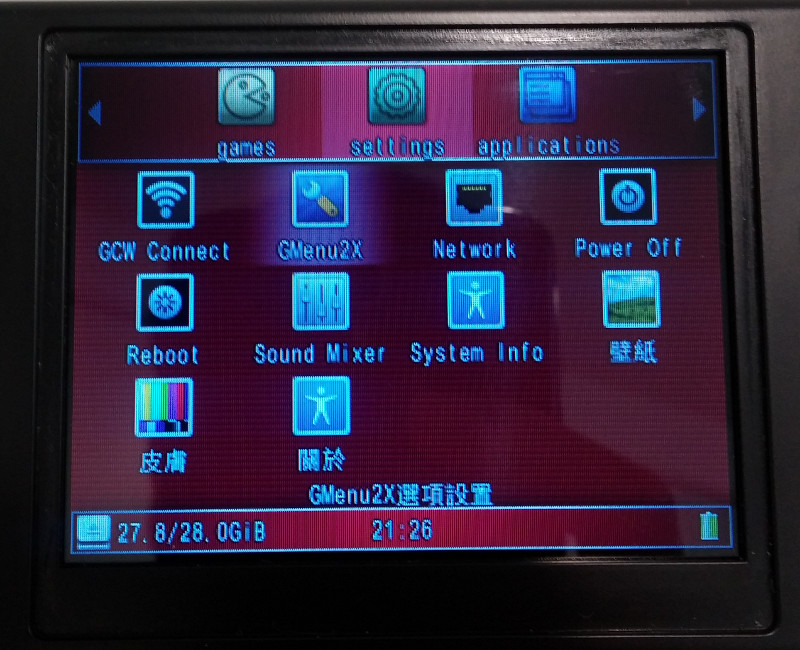 games settings applications
GCW Connect GMenu2X Network Power Off
Reboot Sound Mixer System Info 壁紙
皮膚 關於
GMenu2X選項設置
27.8/28.0GiB 21:26